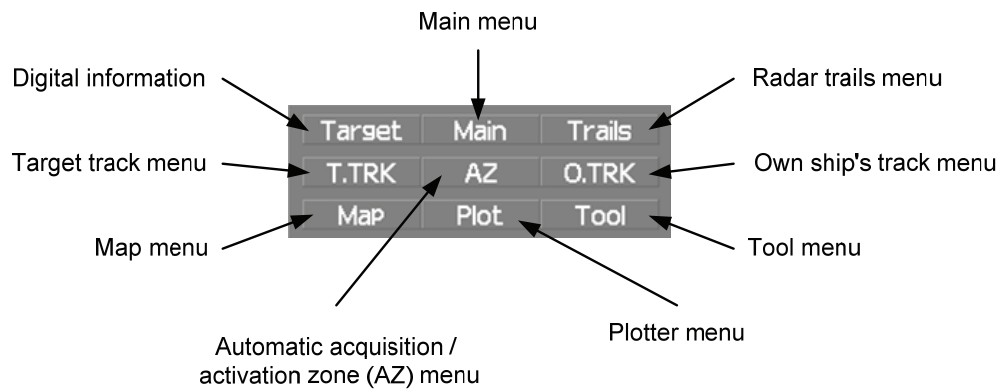 Main menu
Digital information
Radar trails menu
Target Main Trails
Target track menu
T.TRK AZ O.TRK
Own ship's track menu
Map Plot Tool
Map menu
Tool menu
Plotter menu
Automatic acquisition /
activation zone (AZ) menu